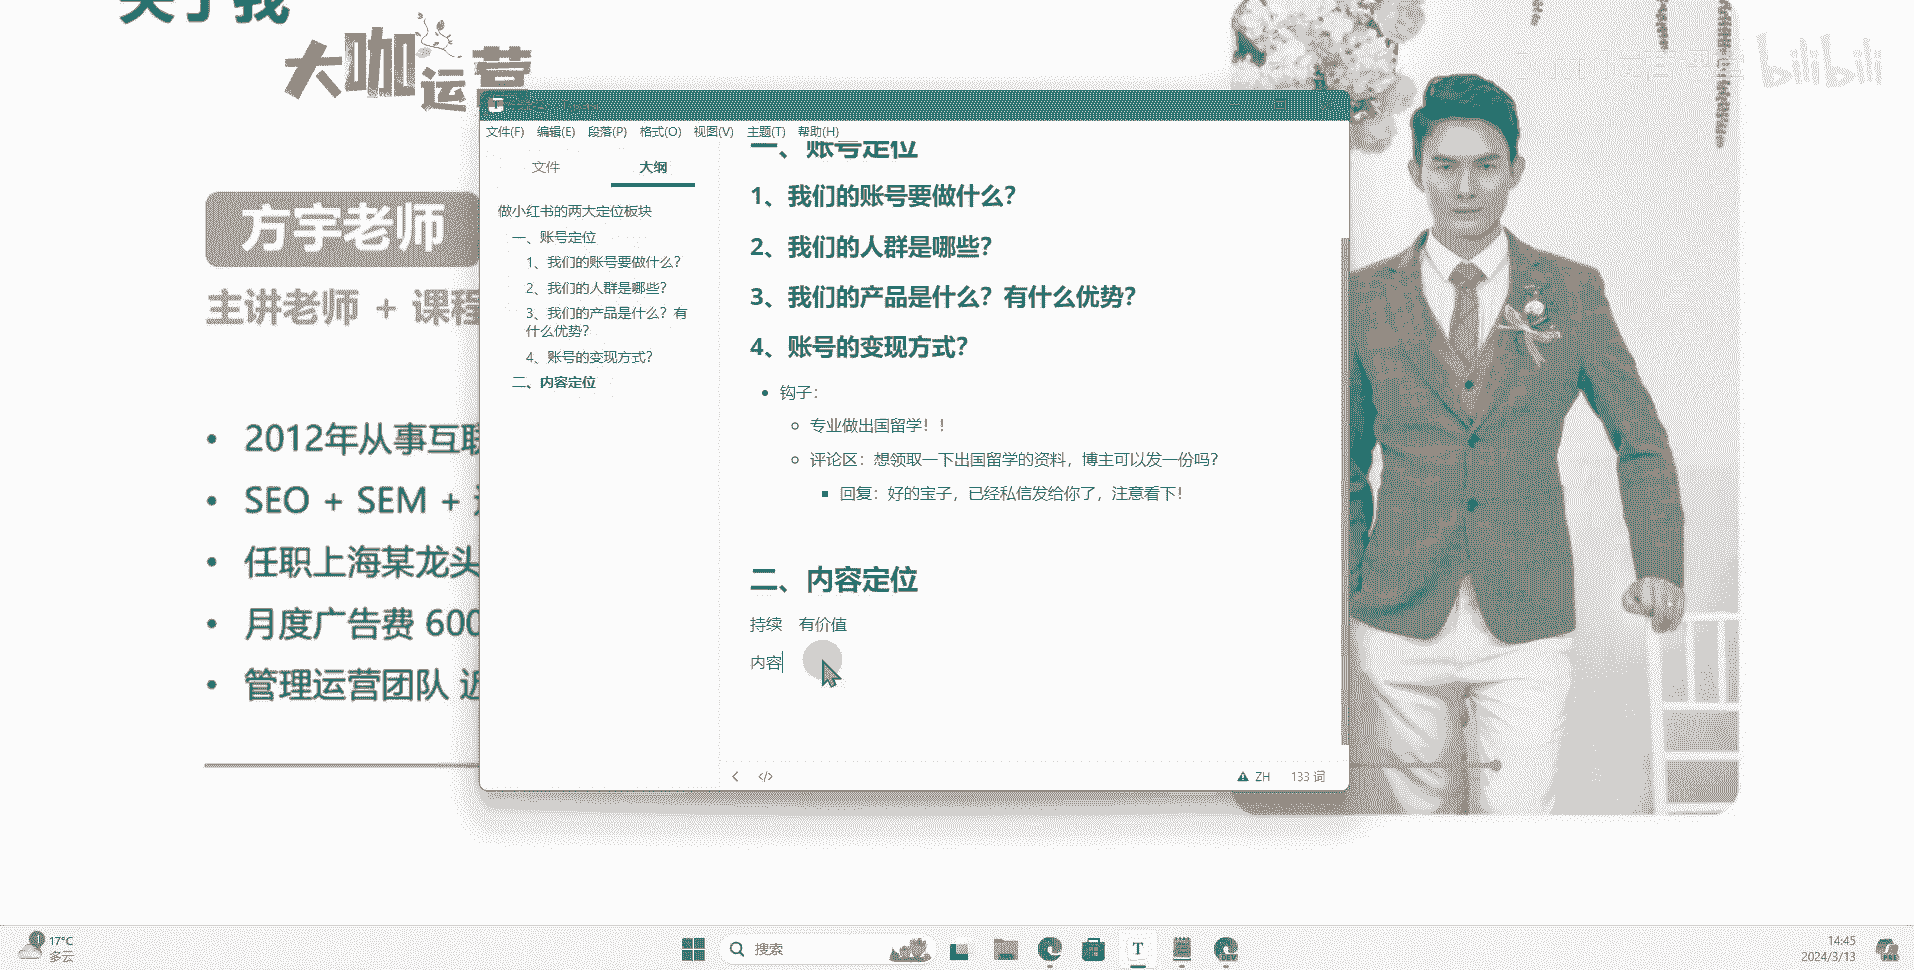 关于我
大咖运营
bilibili
方宇老师
主讲老师 + 课程
2012年从事互联
SEO + SEM +
任职上海某龙头
月度广告费 600
管理运营团队 近
文件(F) 编辑(E) 段落(P) 格式(O) 视图(V) 主题(T) 帮助(H)
文件 大纲
做小红书的两大定位板块
一、账号定位
1、我们的账号要做什么？
2、我们的人群是哪些？
3、我们的产品是什么？有
什么优势？
4、账号的变现方式？
二、内容定位
一、账号定位
1、我们的账号要做什么？
2、我们的人群是哪些？
3、我们的产品是什么？有什么优势？
4、账号的变现方式？
钩子：
专业做出国留学！！
评论区：想领取一下出国留学的资料，博主可以发一份吗？
回复：好的宝子，已经私信发给你了，注意看下！
二、内容定位
持续 有价值
内容
ZH 133 词
17°C
多云
搜索
14:45
2024/3/13